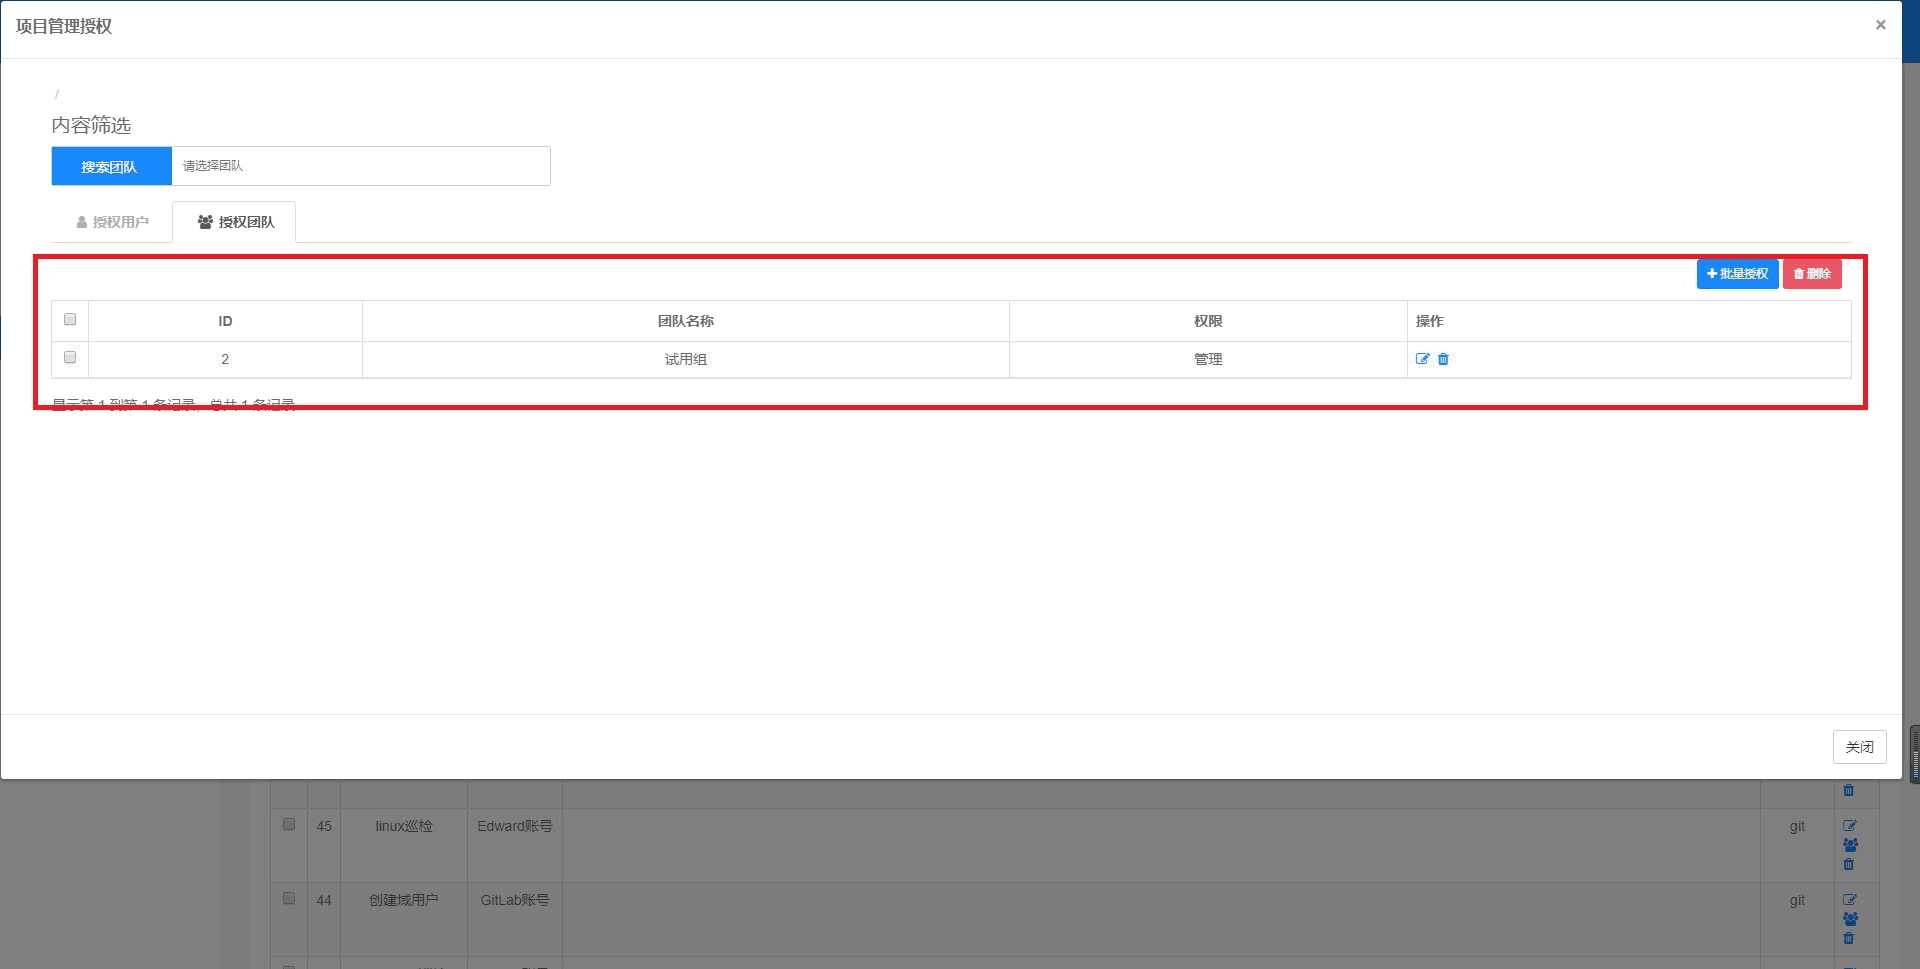 项目管理授权 ×
/
内容筛选
搜索团队 请选择团队
授权用户 授权团队
批量授权 删除
ID 团队名称 权限 操作
2 试用组 管理
显示第 1 到第 1 条记录，总共 1 条记录
关闭
45 linux巡检 Edward账号 git
44 创建域用户 GitLab账号 git